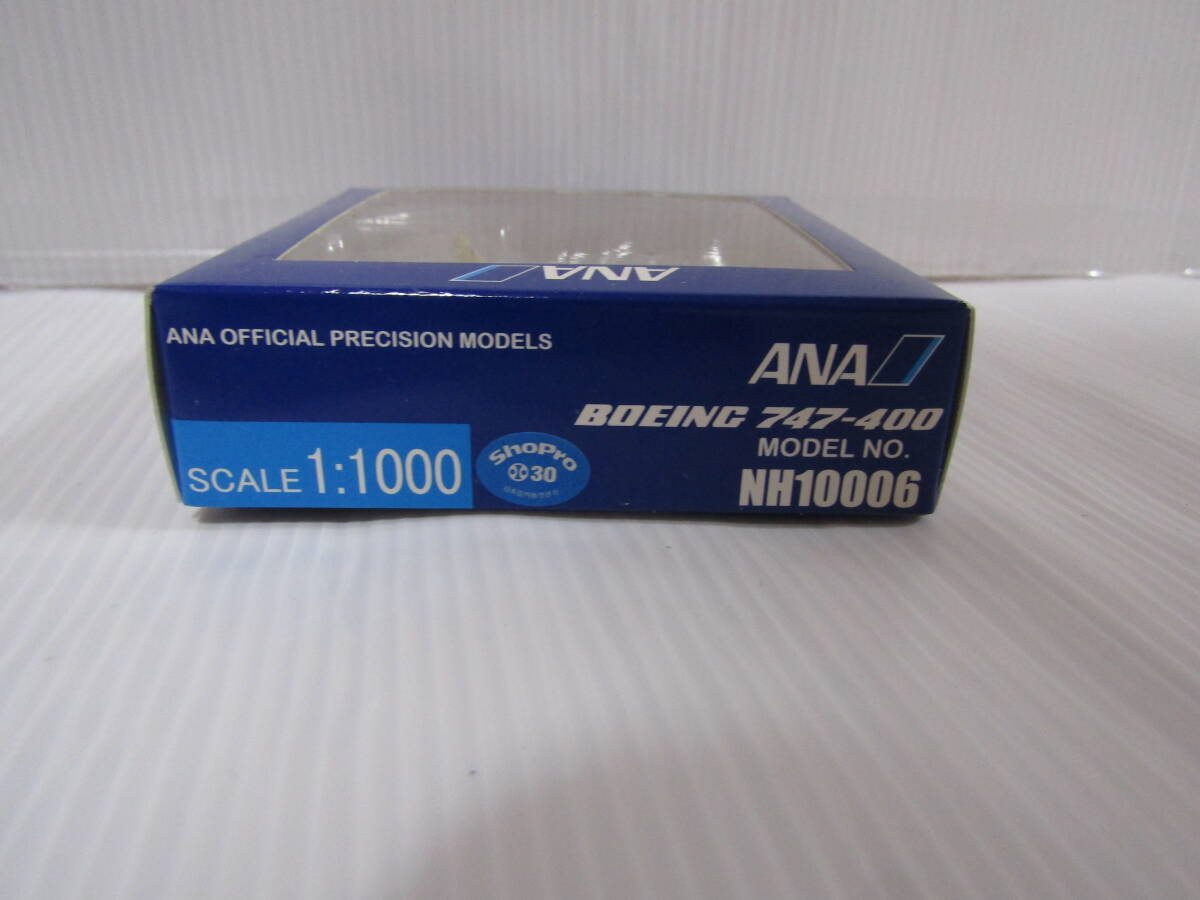 ANA
ANA OFFICIAL PRECISION MODELS
ANA
BOEING 747-400
MODEL NO.
NH10006
SCALE 1:1000
ShoPro
30